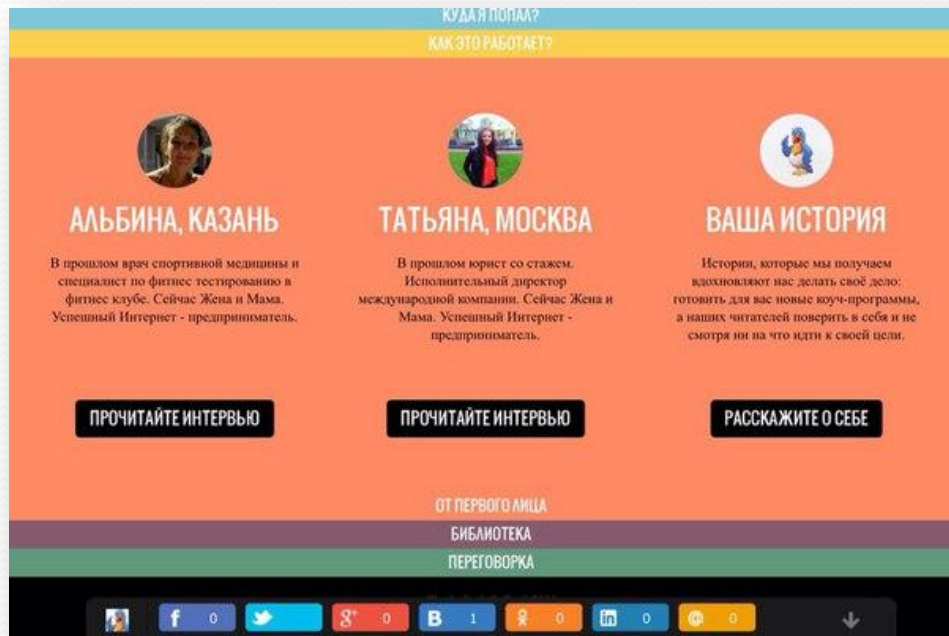 КУДА Я ПОПАЛ?
КАК ЭТО РАБОТАЕТ?
АЛЬБИНА, КАЗАНЬ
В прошлом врач спортивной медицины и
специалист по фитнес тестированию в
фитнес клубе. Сейчас Жена и Мама.
Успешный Интернет - предприниматель.
ПРОЧИТАЙТЕ ИНТЕРВЬЮ
ТАТЬЯНА, МОСКВА
В прошлом юрист со стажем.
Исполнительный директор
международной компании. Сейчас Жена и
Мама. Успешный Интернет -
предприниматель.
ПРОЧИТАЙТЕ ИНТЕРВЬЮ
ВАША ИСТОРИЯ
Истории, которые мы получаем
вдохновляют нас делать своё дело:
готовить для вас новые коуч-программы,
а наших читателей поверить в себя и не
смотря ни на что идти к своей цели.
РАССКАЖИТЕ О СЕБЕ
ОТ ПЕРВОГО ЛИЦА
БИБЛИОТЕКА
ПЕРЕГОВОРКА
f 0 g+ 0 B 1 0 in 0 @ 0